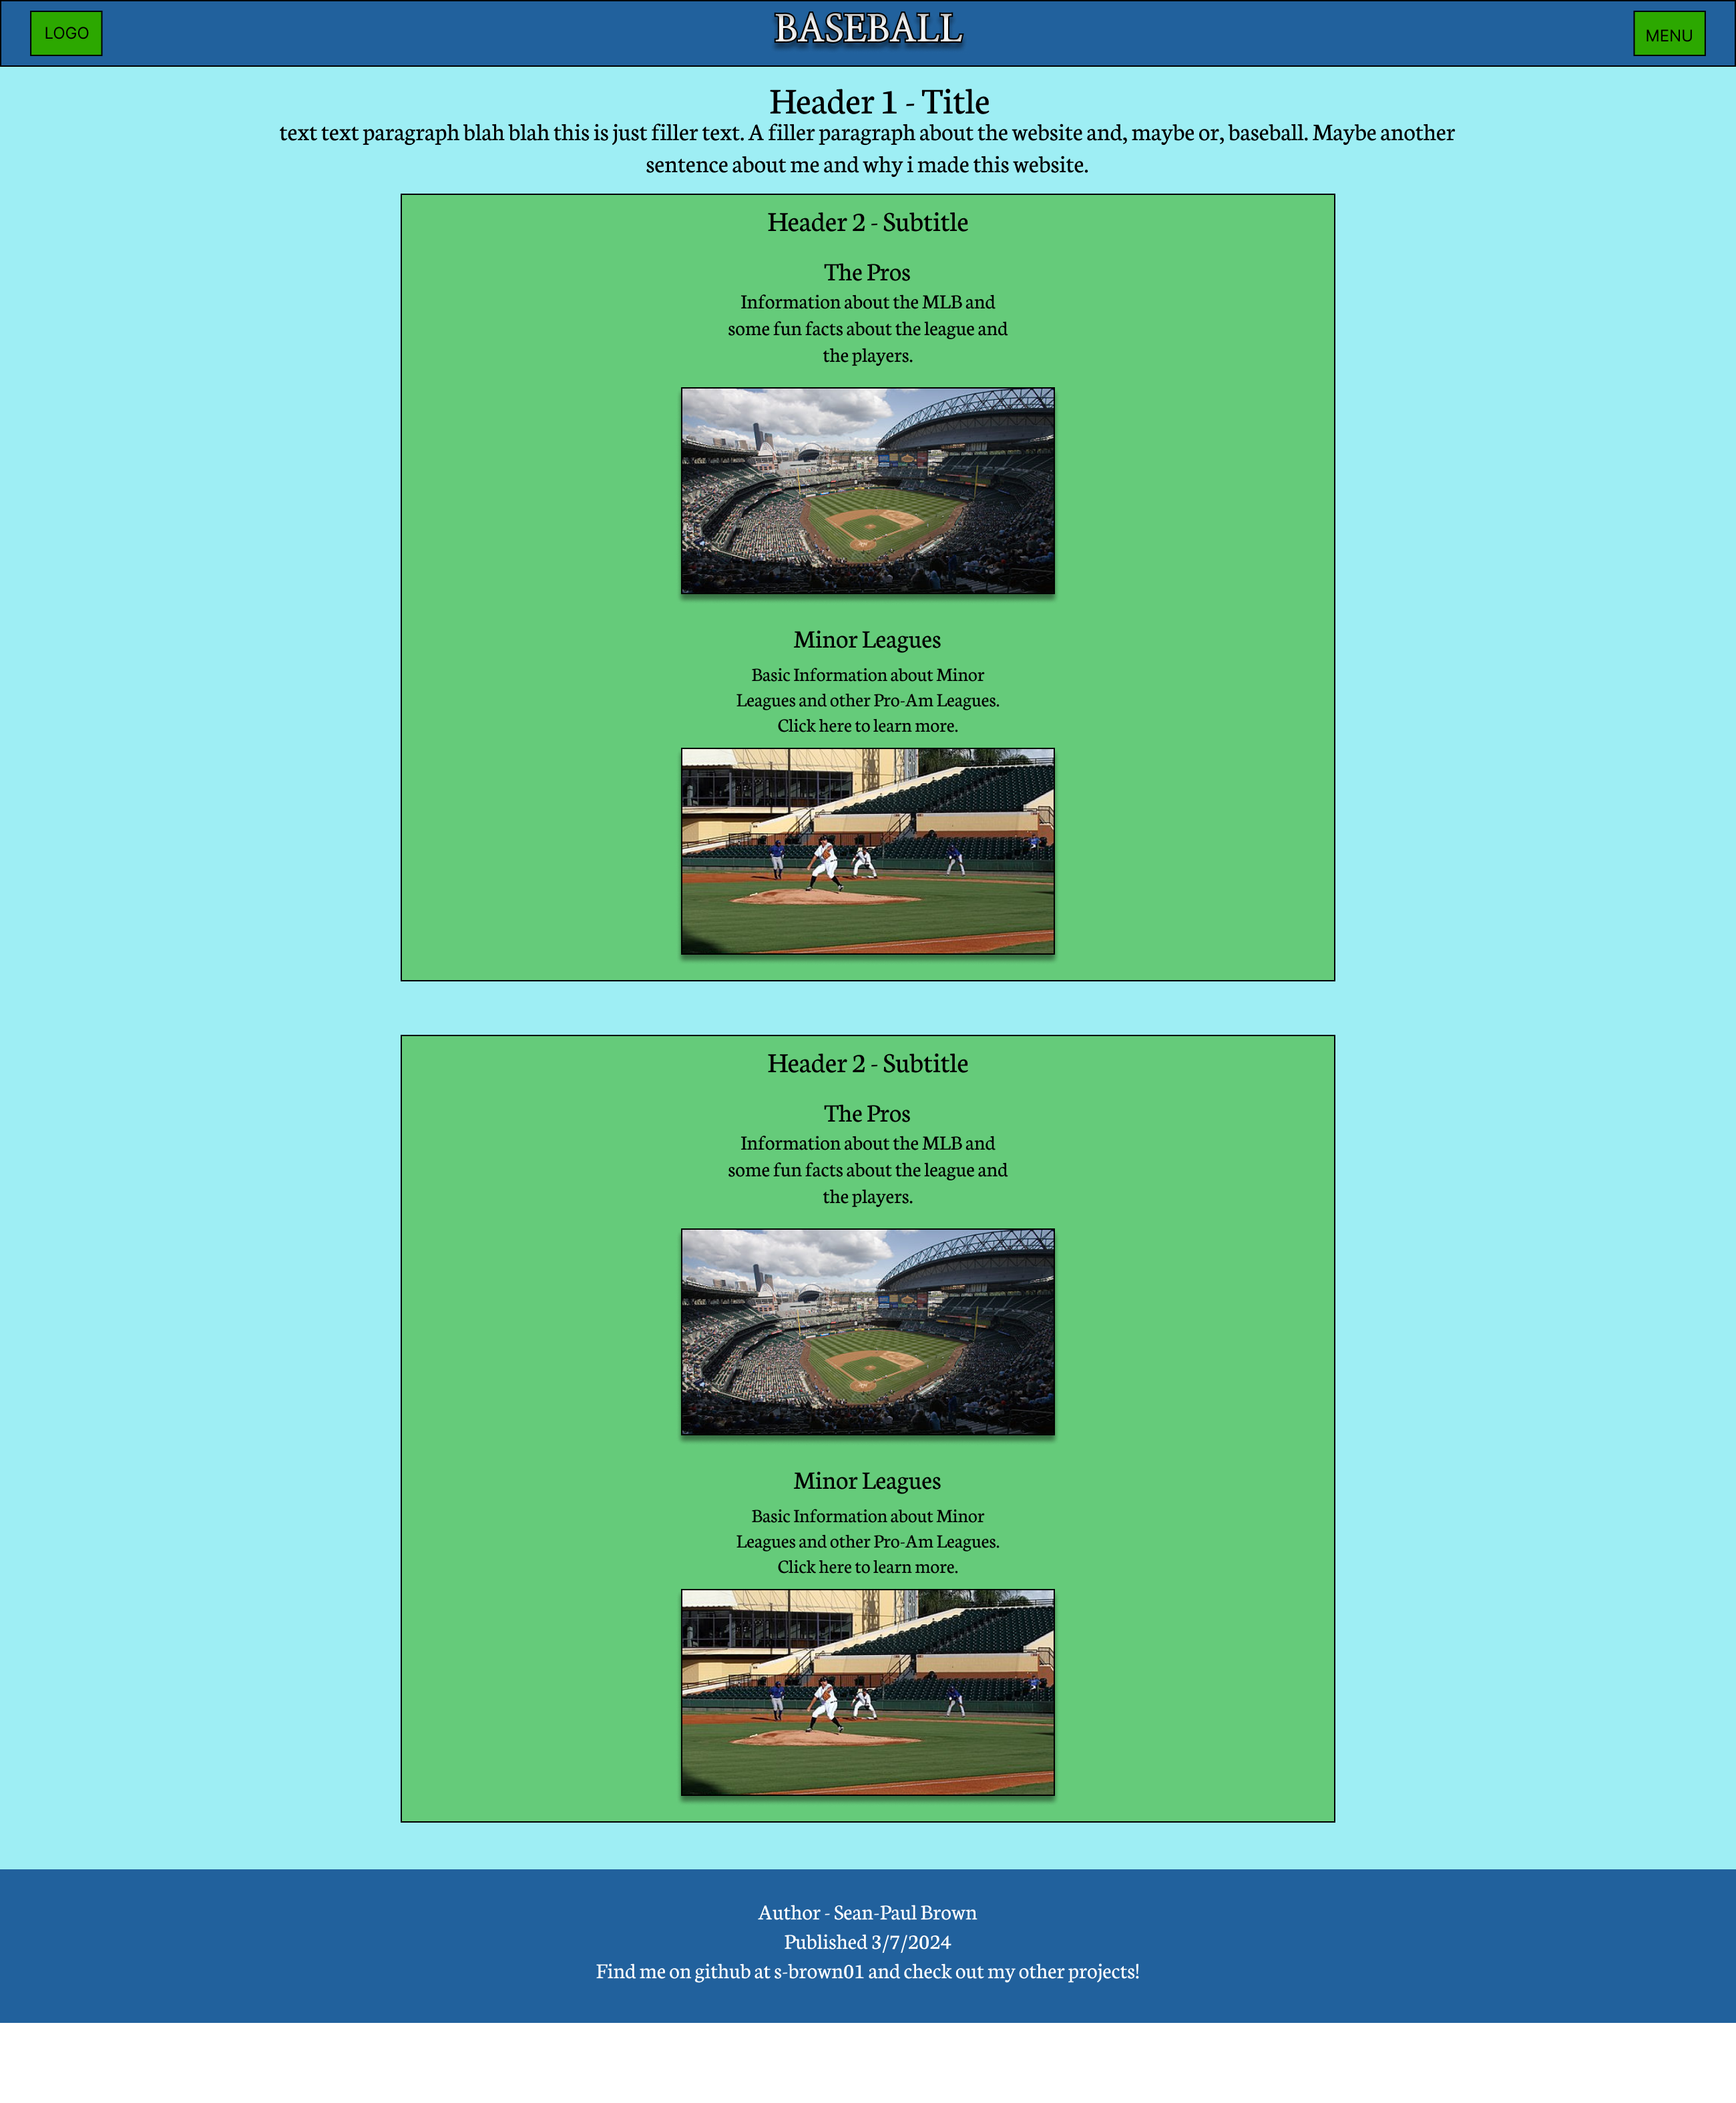 LOGO
BASEBALL
MENU
Header 1 - Title
text text paragraph blah blah this is just filler text. A filler paragraph about the website and, maybe or, baseball. Maybe another
sentence about me and why i made this website.
Header 2 - Subtitle
The Pros
Information about the MLB and
some fun facts about the league and
the players.
Minor Leagues
Basic Information about Minor
Leagues and other Pro-Am Leagues.
Click here to learn more.
Header 2 - Subtitle
The Pros
Information about the MLB and
some fun facts about the league and
the players.
Minor Leagues
Basic Information about Minor
Leagues and other Pro-Am Leagues.
Click here to learn more.
Author - Sean-Paul Brown
Published 3/7/2024
Find me on github at s-brown01 and check out my other projects!